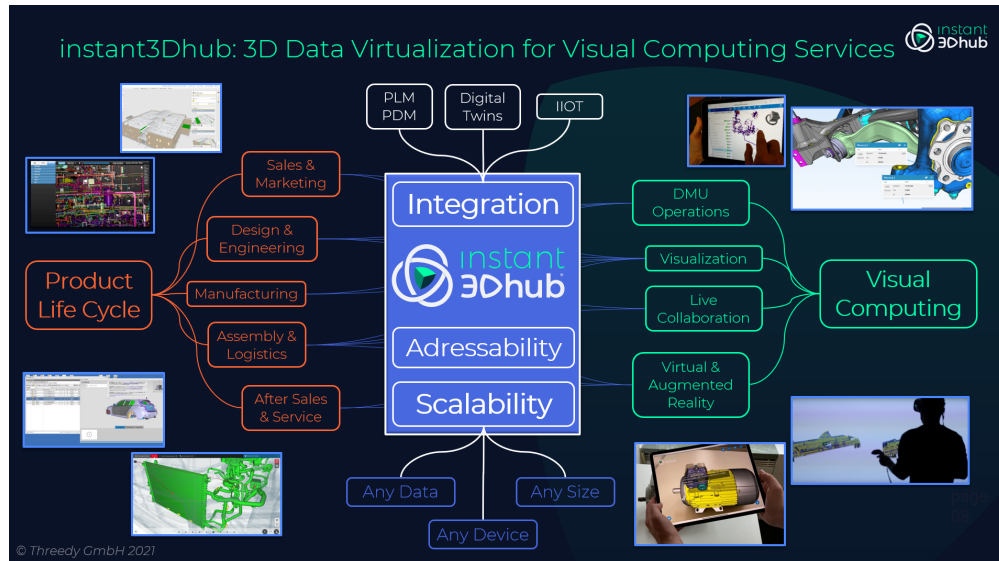 instant3Dhub: 3D Data Virtualization for Visual Computing Services
instant
3Dhub
PLM
PDM
Digital
Twins
IIOT
Sales &
Marketing
Design &
Engineering
Product
Life Cycle
Manufacturing
Assembly &
Logistics
After Sales
& Service
Integration
instant
3Dhub
Adressability
Scalability
DMU
Operations
Visualization
Live
Collaboration
Virtual &
Augmented
Reality
Visual
Computing
Any Data
Any Size
Any Device
page
© Threedy GmbH 2021